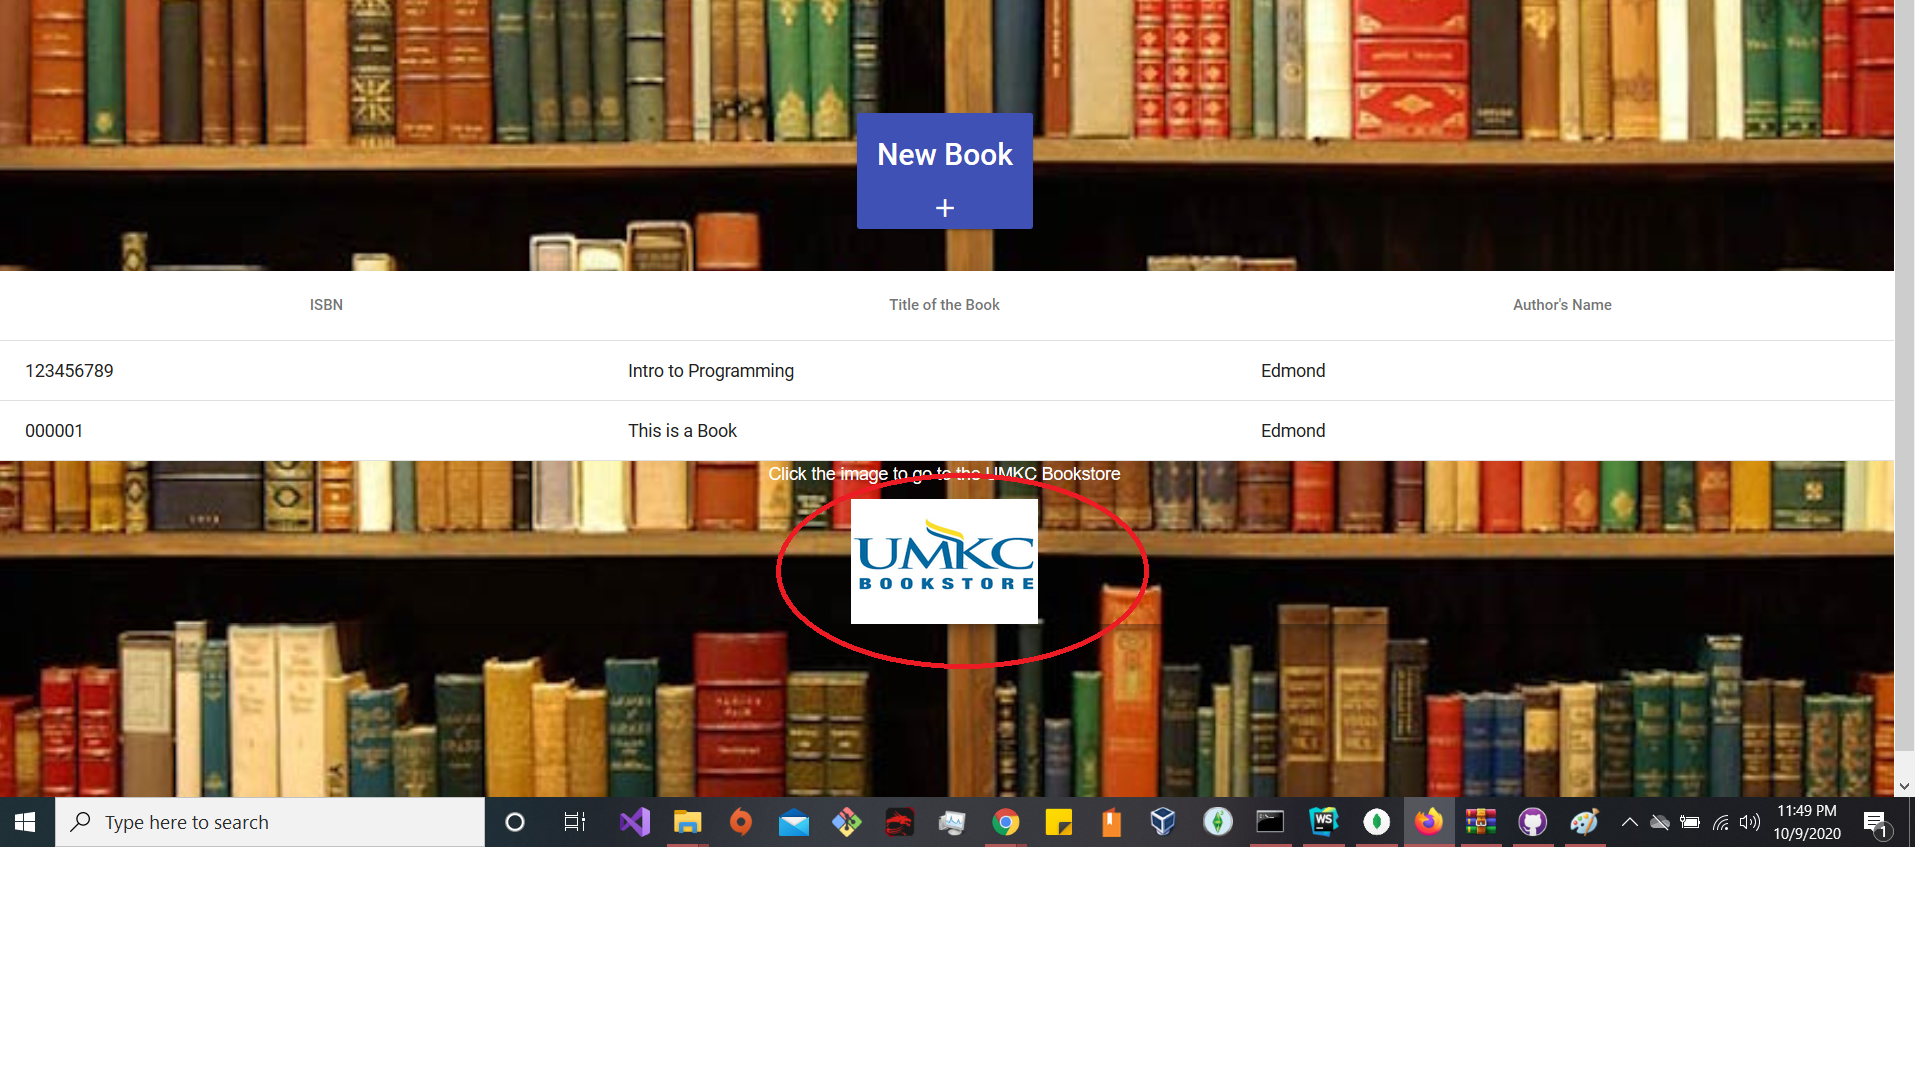 New Book
+
ISBN Title of the Book Author's Name
123456789 Intro to Programming Edmond
000001 This is a Book Edmond
Click the image to go to the UMKC Bookstore
UMKC
BOOKSTORE
WS
Type here to search
11:49 PM
10/9/2020
1